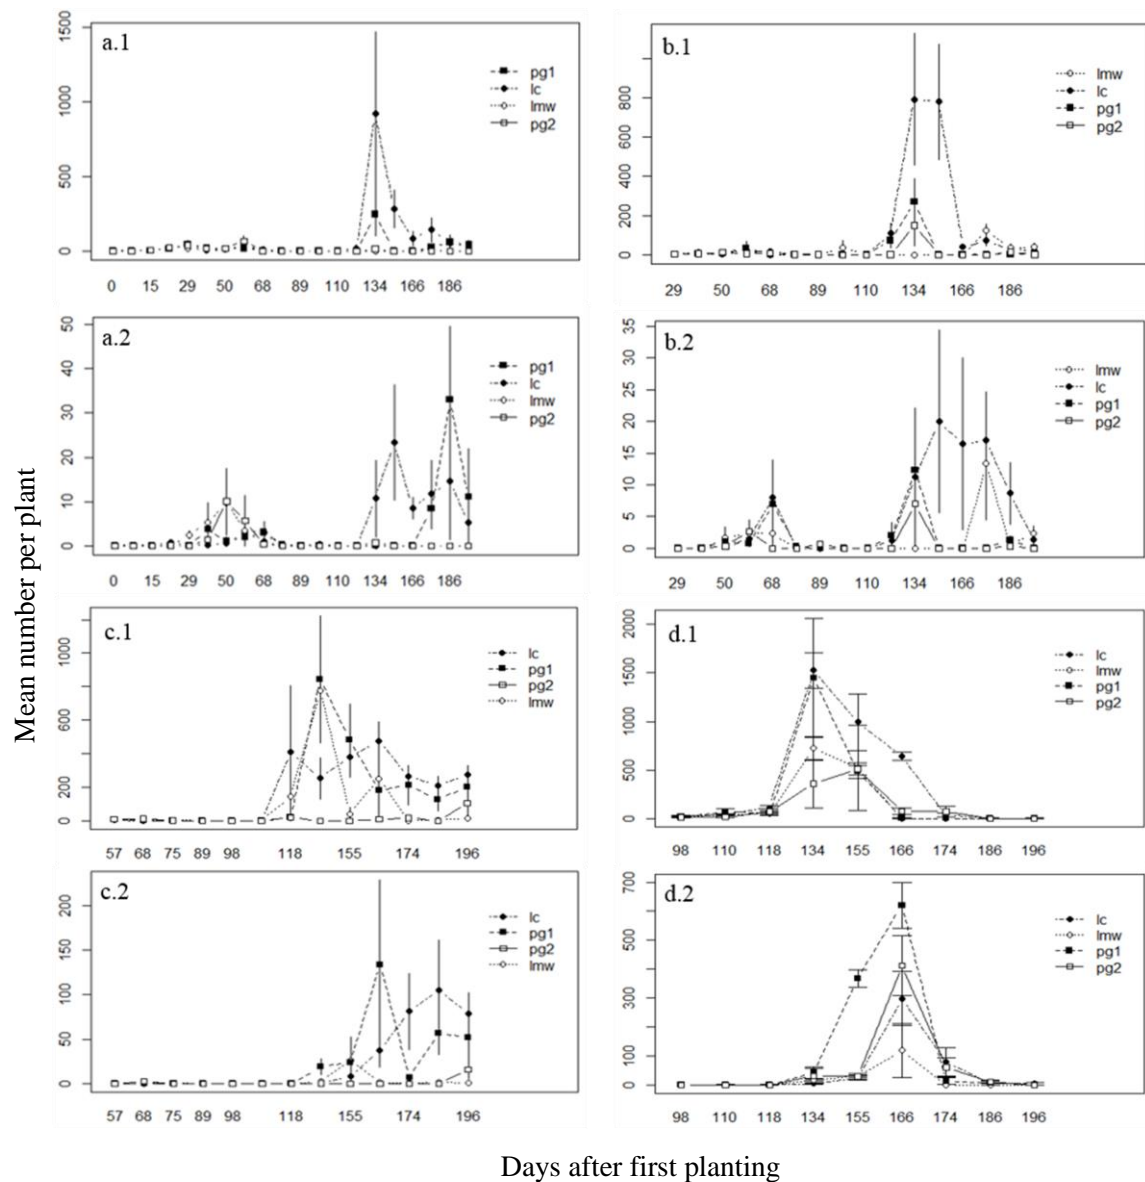 a.1
1500
1000
500
0
pg1
lc
lmw
pg2
0 15 29 50 68 89 110 134 166 186
b.1
800
600
400
200
0
lmw
lc
pg1
pg2
29 50 68 89 110 134 166 186
a.2
50
40
30
20
10
0
pg1
lc
lmw
pg2
0 15 29 50 68 89 110 134 166 186
b.2
35
30
25
20
15
10
5
0
lmw
lc
pg1
pg2
29 50 68 89 110 134 166 186
Mean number per plant
c.1
1000
600
200
0
lc
pg1
pg2
lmw
57 68 75 89 98 118 155 174 196
d.1
2000
1500
1000
500
0
lc
lmw
pg1
pg2
98 110 118 134 155 166 174 186 196
c.2
200
150
100
50
0
lc
pg1
pg2
lmw
57 68 75 89 98 118 155 174 196
d.2
700
500
300
100
0
lc
lmw
pg1
pg2
98 110 118 134 155 166 174 186 196
Days after first planting